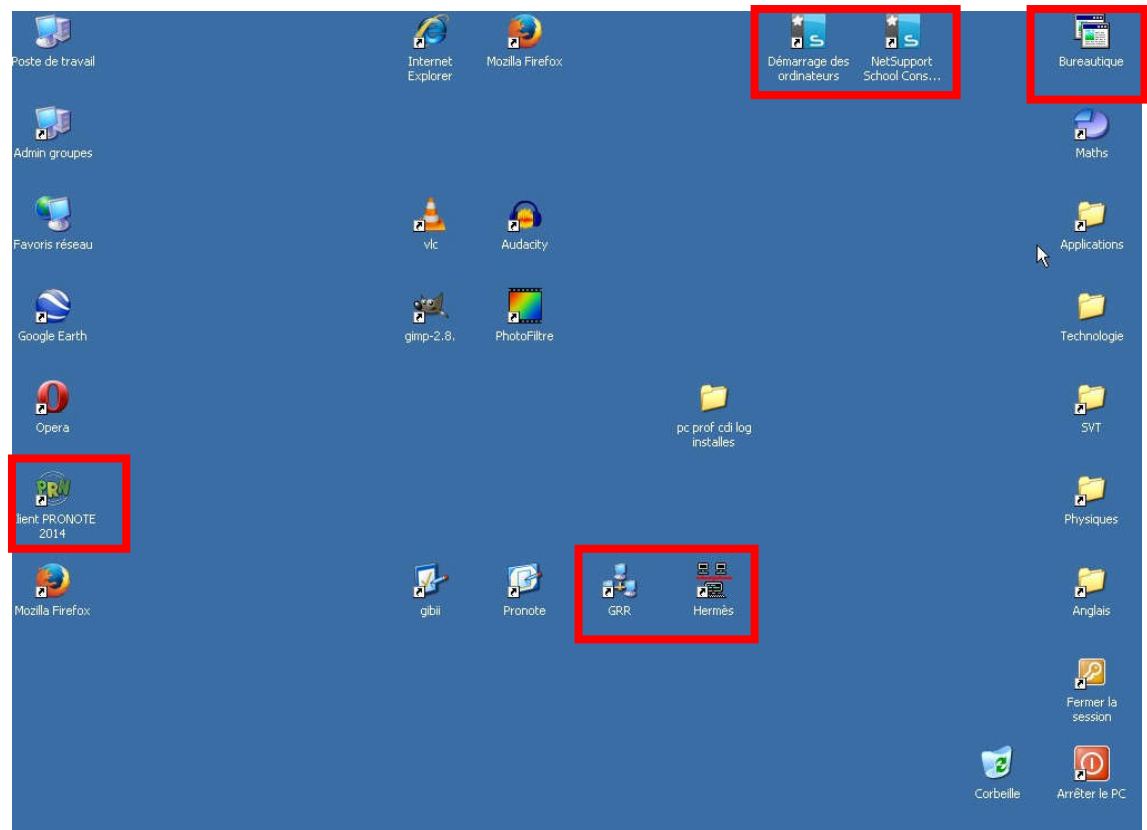 Poste de travail
Internet
Explorer
Mozilla Firefox
Démarrage des
ordinateurs
NetSupport
School Cons...
Bureautique
Admin groupes
Maths
Favoris réseau
vlc
Audacity
Applications
Google Earth
gimp-2.8.
PhotoFiltre
Technologie
Opera
pc prof cdi log
installes
SVT
PRN
lient PRONOTE
2014
Physiques
Mozilla Firefox
gibii
Pronote
GRR
Hermès
Anglais
Fermer la
session
Corbeille
Arrêter le PC